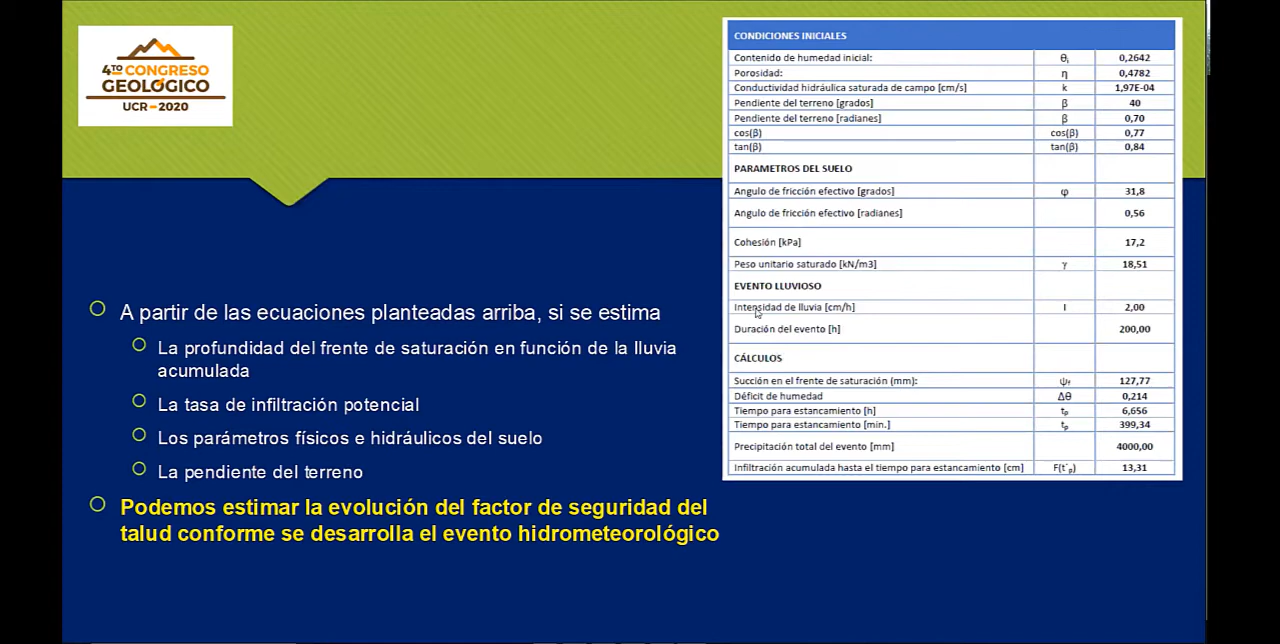 4TO CONGRESO
GEOLÓGICO
UCR-2020
A partir de las ecuaciones planteadas arriba, si se estima
La profundidad del frente de saturación en función de la lluvia
acumulada
La tasa de infiltración potencial
Los parámetros físicos e hidráulicos del suelo
La pendiente del terreno
Podemos estimar la evolución del factor de seguridad del
talud conforme se desarrolla el evento hidrometeorológico
CONDICIONES INICIALES
Contenido de humedad inicial: θi 0,2642
Porosidad: η 0,4782
Conductividad hidráulica saturada de campo [cm/s] k 1,97E-04
Pendiente del terreno [grados] β 40
Pendiente del terreno [radianes] β 0,70
cos(β) cos(β) 0,77
tan(β) tan(β) 0,84
PARAMETROS DEL SUELO
Angulo de fricción efectivo [grados] φ 31,8
Angulo de fricción efectivo [radianes] 0,56
Cohesión [kPa] 17,2
Peso unitario saturado [kN/m3] γ 18,51
EVENTO LLUVIOSO
Intensidad de lluvia [cm/h] I 2,00
Duración del evento [h] 200,00
CÁLCULOS
Succión en el frente de saturación (mm): ψf 127,77
Déficit de humedad Δθ 0,214
Tiempo para estancamiento [h] tp 6,656
Tiempo para estancamiento [min.] tp 399,34
Precipitación total del evento [mm] 4000,00
Infiltración acumulada hasta el tiempo para estancamiento [cm] F(t´p) 13,31